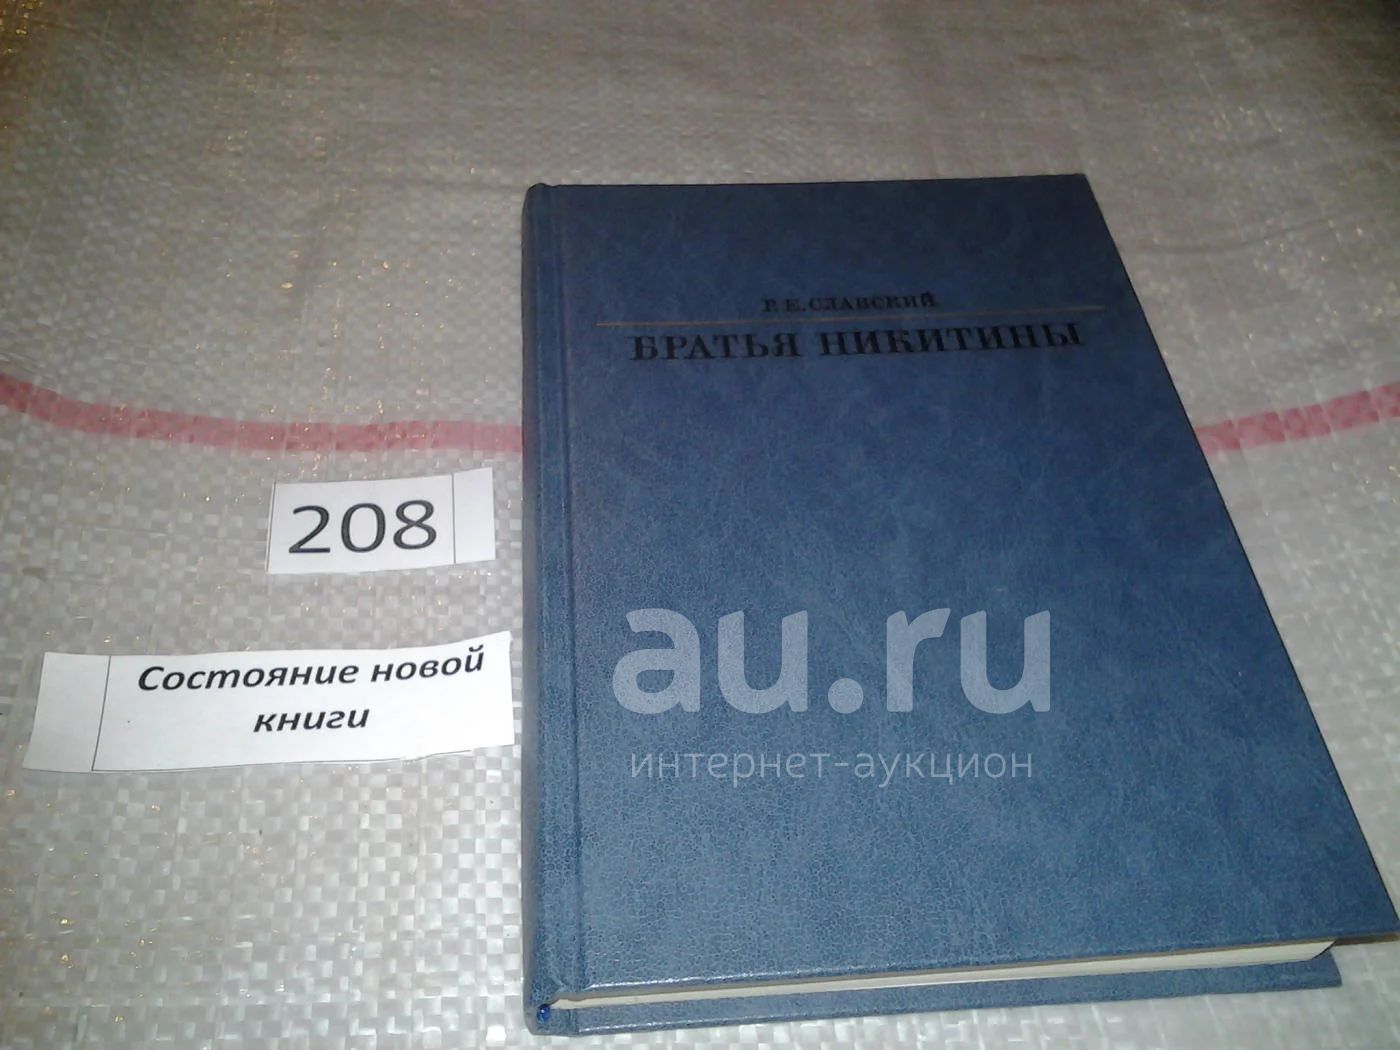 Р. Е. СЛАВСКИЙ
БРАТЬЯ НИКИТИНЫ
208
Состояние новой
книги
au.ru
интернет-аукцион